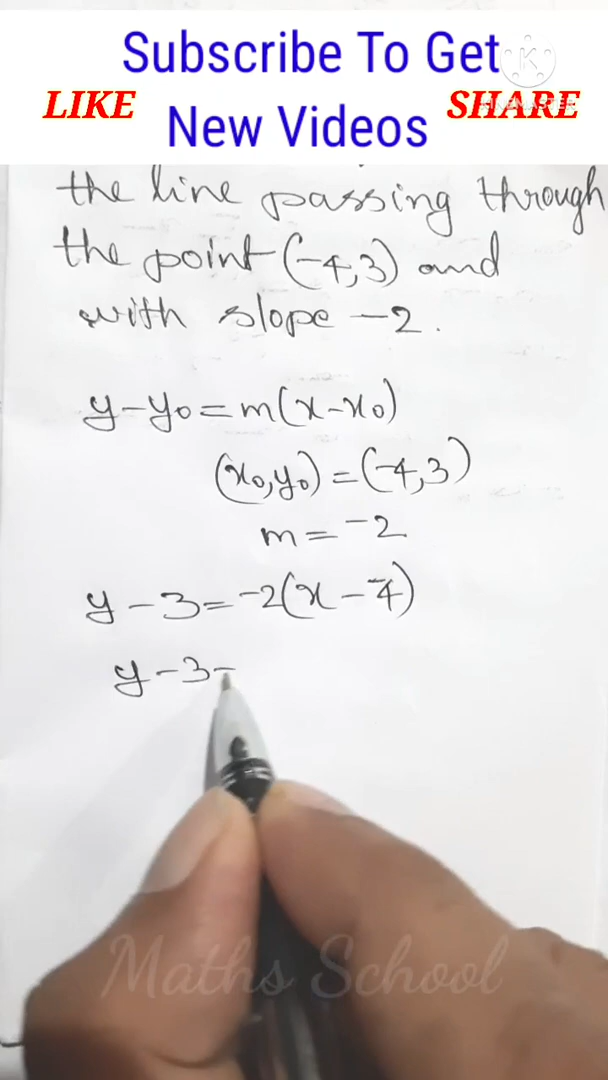 Subscribe To Get
LIKE
SHARE
New Videos
KINEMASTER
the line passing through
the point (-4,3) and
with slope -2.
y-y₀=m(x-x₀)
(x₀,y₀)=(-4,3)
m=-2
y-3=-2(x--4)
y-3-
Maths School